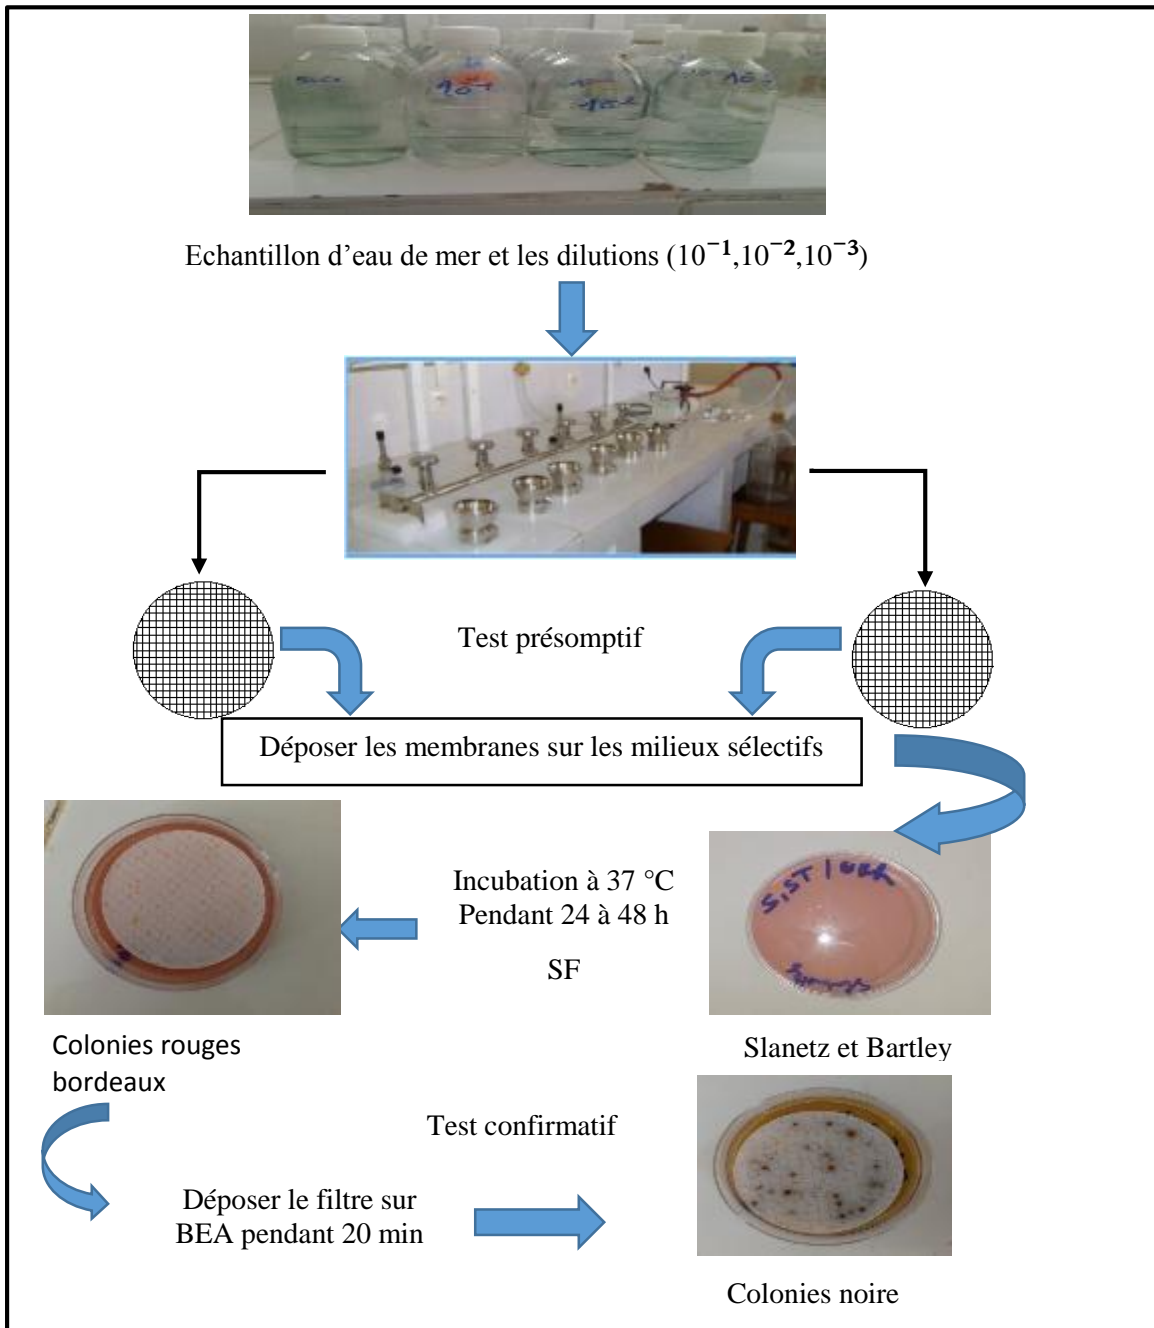 10⁻¹
Echantillon d'eau de mer et les dilutions (10⁻¹,10⁻²,10⁻³)
Test présomptif
Déposer les membranes sur les milieux sélectifs
Incubation à 37 °C
Pendant 24 à 48 h
SF
Colonies rouges
bordeaux
Slanetz et Bartley
Test confirmatif
Déposer le filtre sur
BEA pendant 20 min
Colonies noire